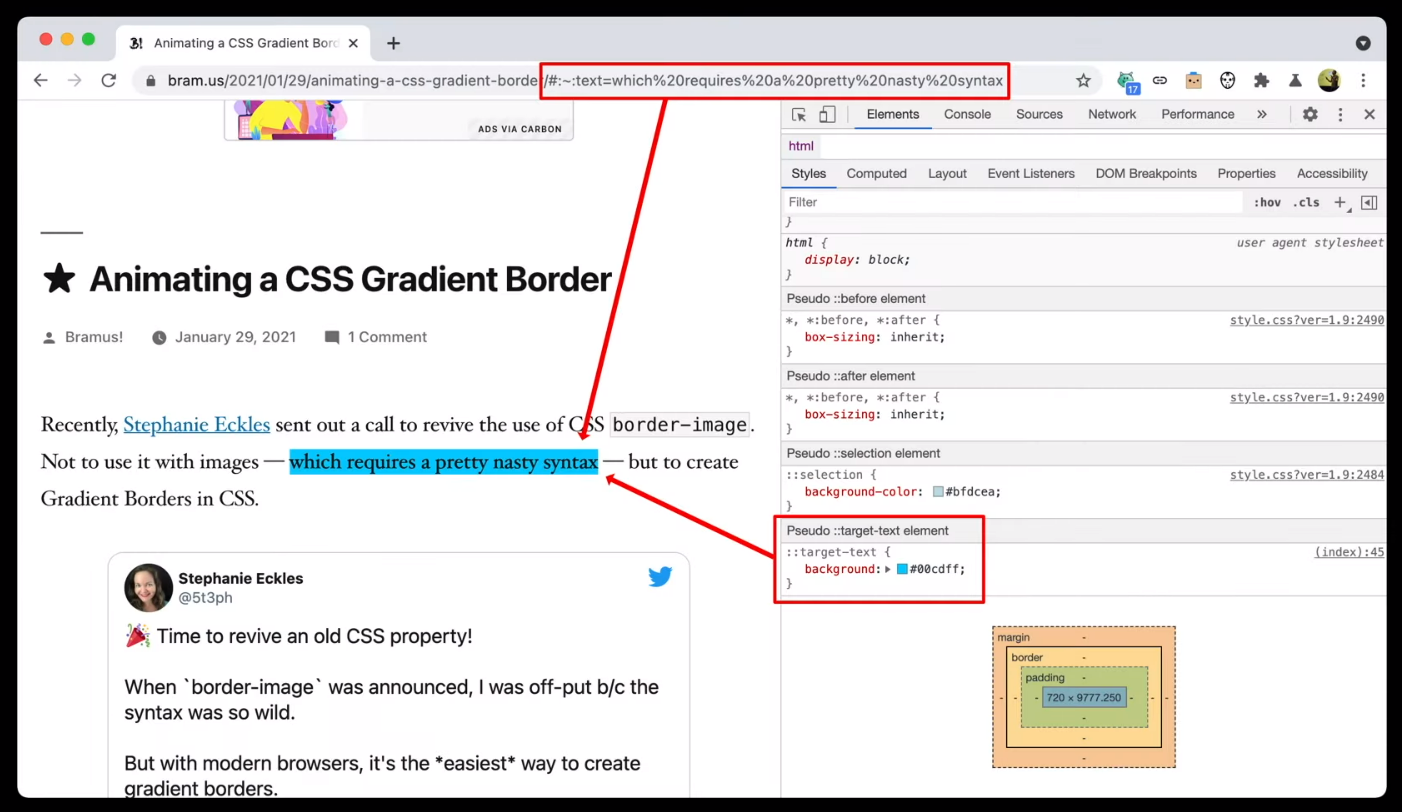 Animating a CSS Gradient Bord
bram.us/2021/01/29/animating-a-css-gradient-border/#:~:text=which%20requires%20a%20pretty%20nasty%20syntax
17
ADS VIA CARBON
★ Animating a CSS Gradient Border
Bramus! January 29, 2021 1 Comment
Recently, Stephanie Eckles sent out a call to revive the use of CSS border-image.
Not to use it with images — which requires a pretty nasty syntax — but to create
Gradient Borders in CSS.
Stephanie Eckles
@5t3ph
🎉 Time to revive an old CSS property!
When `border-image` was announced, I was off-put b/c the
syntax was so wild.
But with modern browsers, it's the *easiest* way to create
gradient borders.
Elements Console Sources Network Performance »
html
Styles Computed Layout Event Listeners DOM Breakpoints Properties Accessibility
Filter :hov .cls +
}
html { user agent stylesheet
display: block;
}
Pseudo ::before element
*, *:before, *:after { style.css?ver=1.9:2490
box-sizing: inherit;
}
Pseudo ::after element
*, *:before, *:after { style.css?ver=1.9:2490
box-sizing: inherit;
}
Pseudo ::selection element
::selection { style.css?ver=1.9:2484
background-color: #bfdcea;
}
Pseudo ::target-text element
::target-text { (index):45
background: #00cdff;
}
margin -
border -
padding -
- - - 720 × 9777.250 - - -
-
-
-